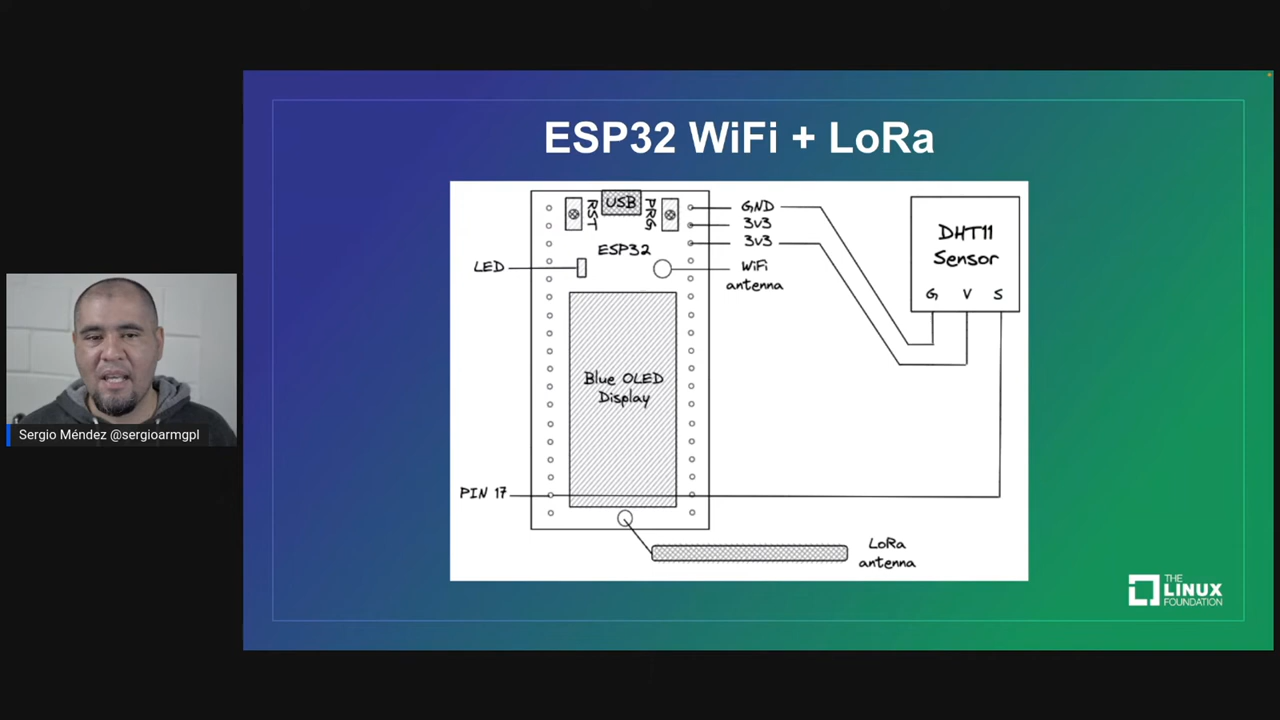 ESP32 WiFi + LoRa
RST
USB
PRG
GND
3v3
3v3
ESP32
LED
WiFi
antenna
DHT11
Sensor
G V S
Blue OLED
Display
PIN 17
LoRa
antenna
Sergio Méndez @sergioarmgpl
THE
LINUX
FOUNDATION